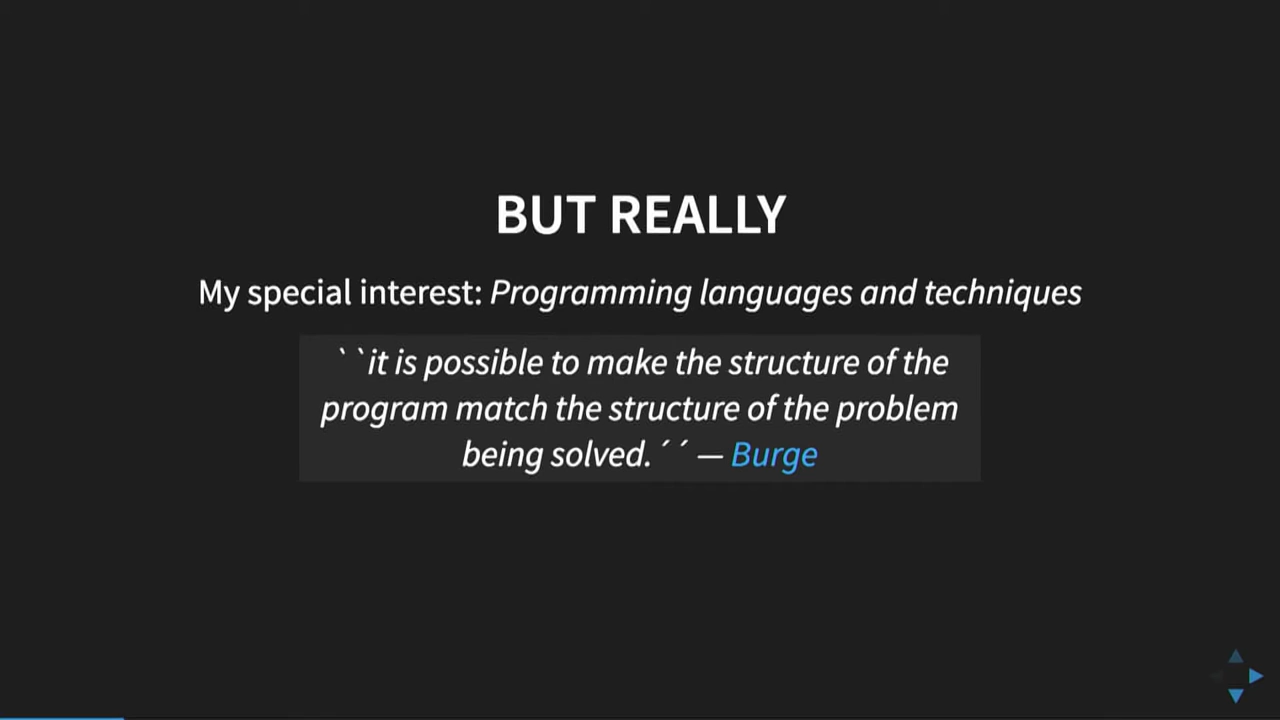 BUT REALLY
My special interest: Programming languages and techniques
``it is possible to make the structure of the
program match the structure of the problem
being solved.´´ — Burge